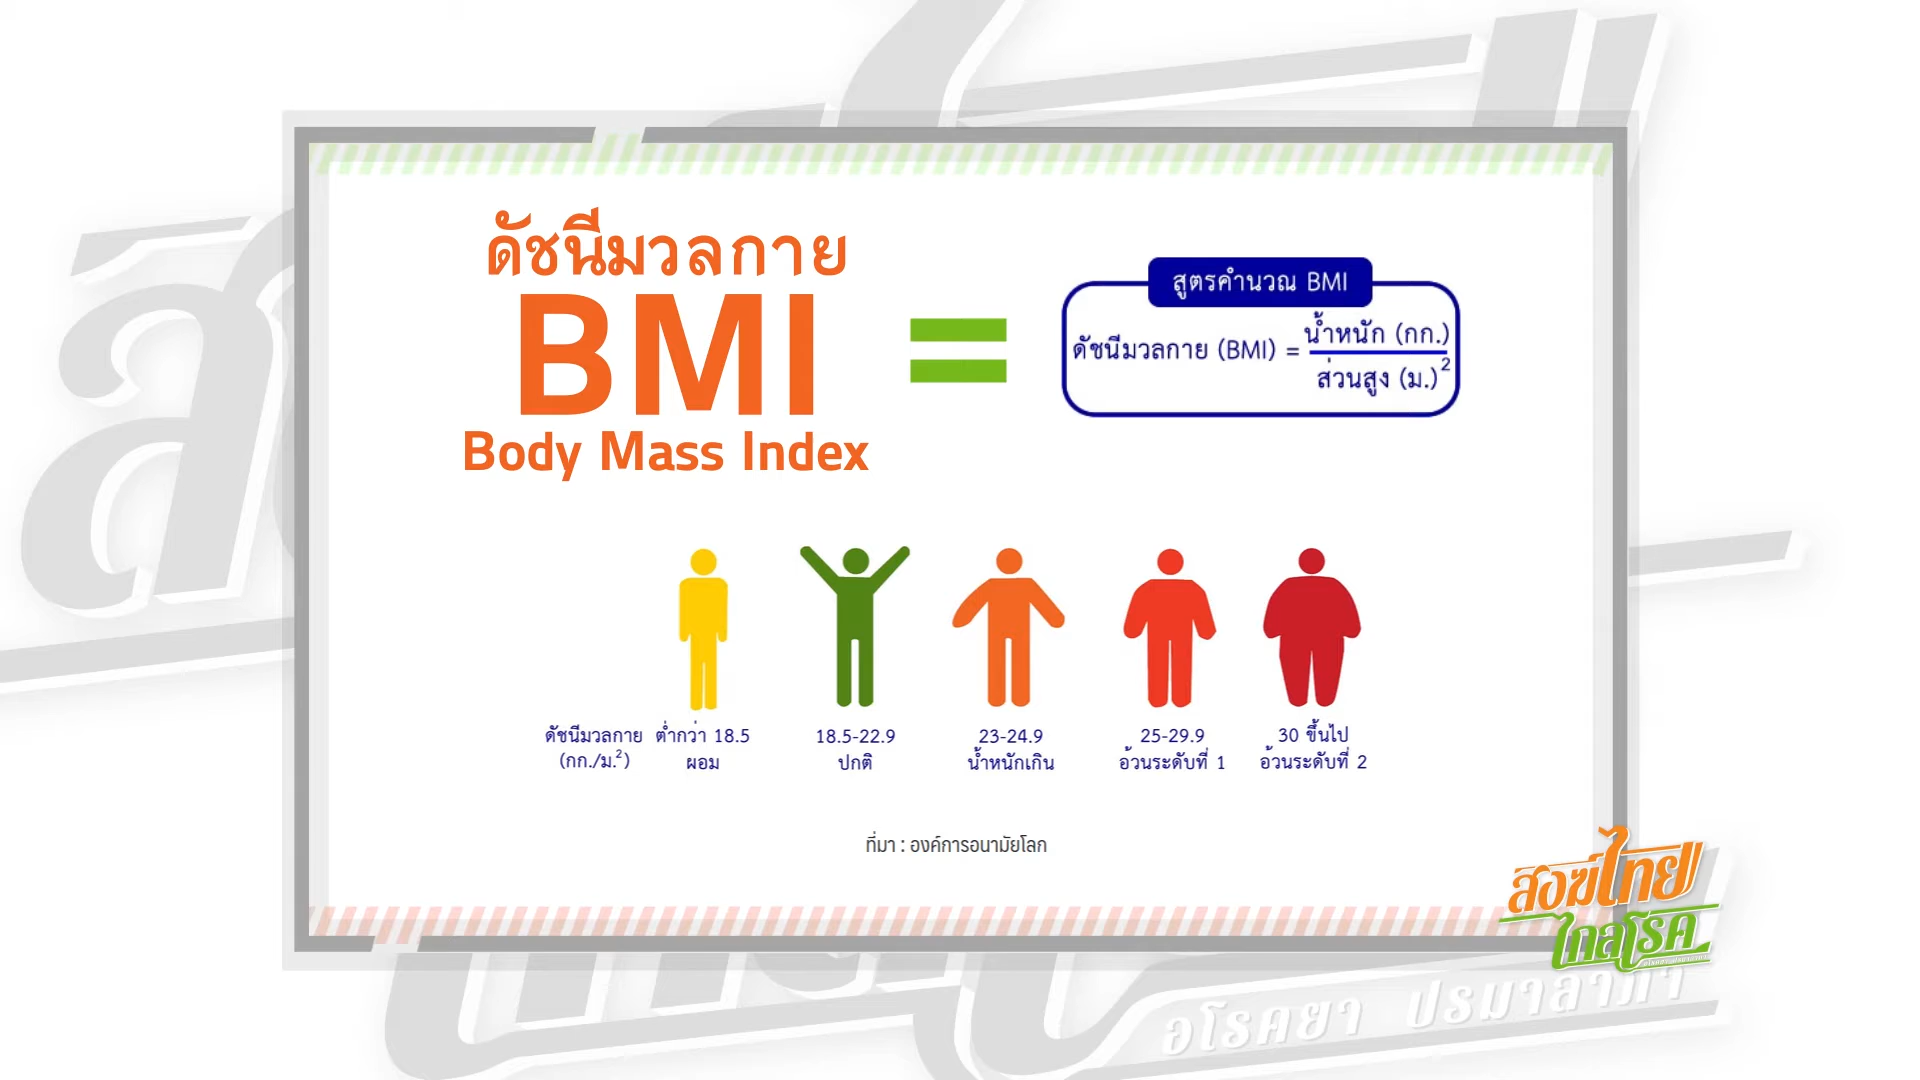 ดัชนีมวลกาย
BMI
Body Mass Index
=
สูตรคำนวณ BMI
ดัชนีมวลกาย (BMI) = น้ำหนัก (กก.)
ส่วนสูง (ม.)²
ดัชนีมวลกาย (กก./ม.²)
ต่ำกว่า 18.5
ผอม
18.5-22.9
ปกติ
23-24.9
น้ำหนักเกิน
25-29.9
อ้วนระดับที่ 1
30 ขึ้นไป
อ้วนระดับที่ 2
ที่มา : องค์การอนามัยโลก
สงฆ์ไทย
ไกลโรค
อโรคยา ปรมาลาภา